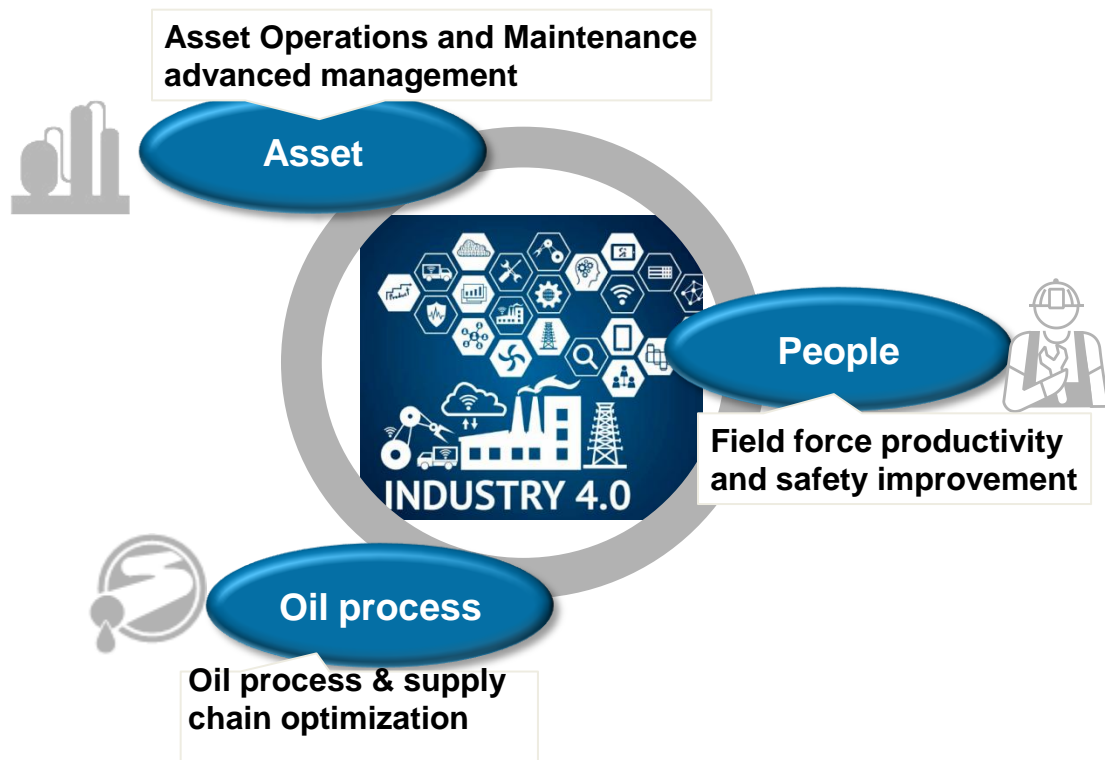 Asset Operations and Maintenance
advanced management
Asset
Product
People
Field force productivity
and safety improvement
INDUSTRY 4.0
Oil process
Oil process & supply
chain optimization